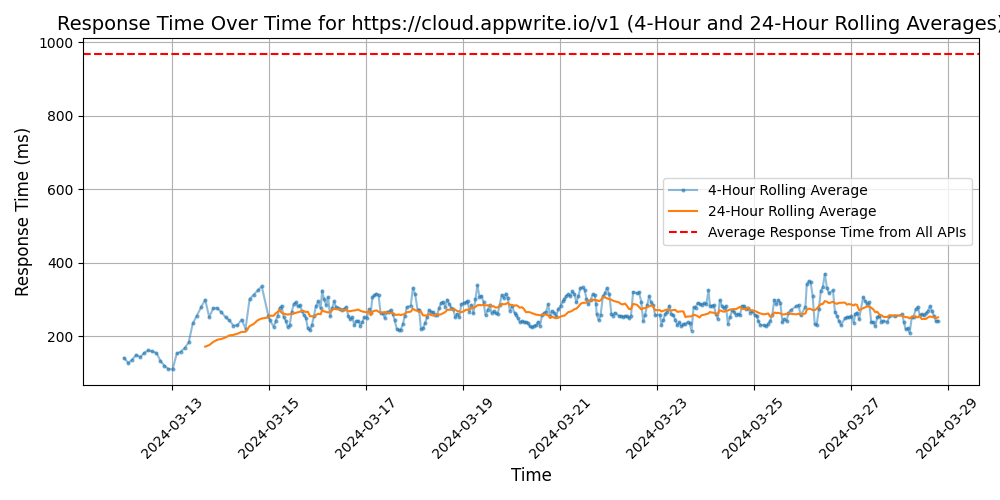 Response Time Over Time for https://cloud.appwrite.io/v1 (4-Hour and 24-Hour Rolling Averages)
Response Time (ms)
1000
800
600
400
200
4-Hour Rolling Average
24-Hour Rolling Average
Average Response Time from All APIs
2024-03-13
2024-03-15
2024-03-17
2024-03-19
2024-03-21
2024-03-23
2024-03-25
2024-03-27
2024-03-29
Time